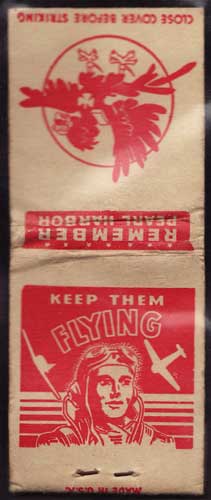 CLOSE COVER BEFORE STRIKING
REMEMBER
PEARL HARBOR
KEEP THEM
FLYING
MADE IN U.S.A.